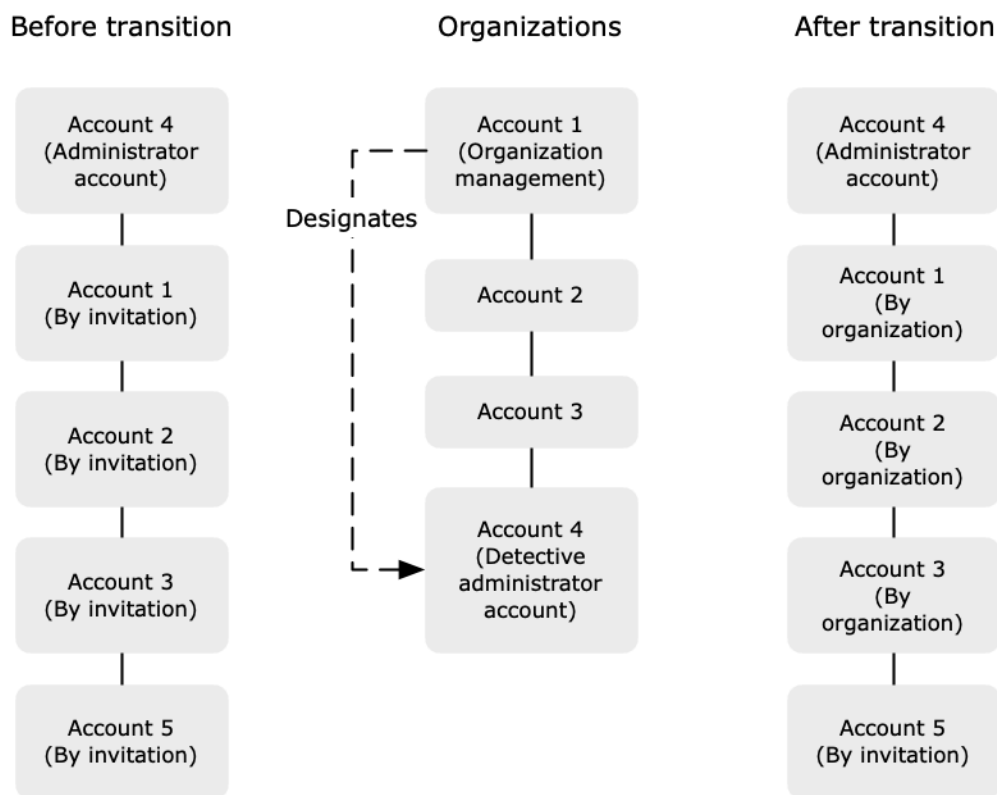 Before transition
Organizations
After transition
Account 4
(Administrator
account)
Account 1
(By invitation)
Account 2
(By invitation)
Account 3
(By invitation)
Account 5
(By invitation)
Designates
Account 1
(Organization
management)
Account 2
Account 3
Account 4
(Detective
administrator
account)
Account 4
(Administrator
account)
Account 1
(By
organization)
Account 2
(By
organization)
Account 3
(By
organization)
Account 5
(By invitation)